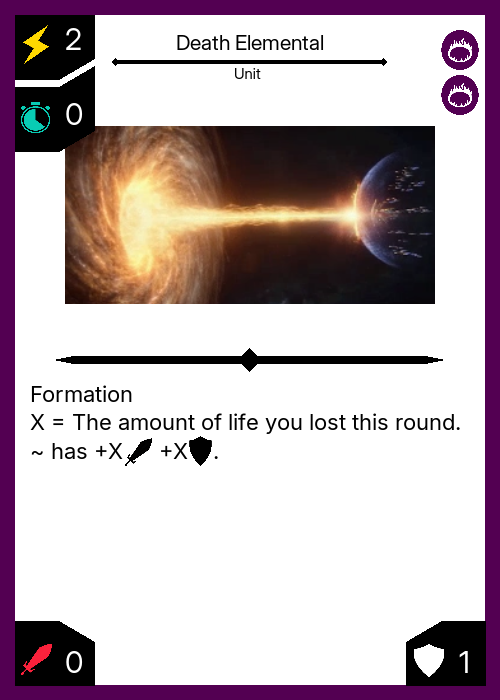 2
Death Elemental
Unit
0
Formation
X = The amount of life you lost this round.
~ has +X +X.
0
1